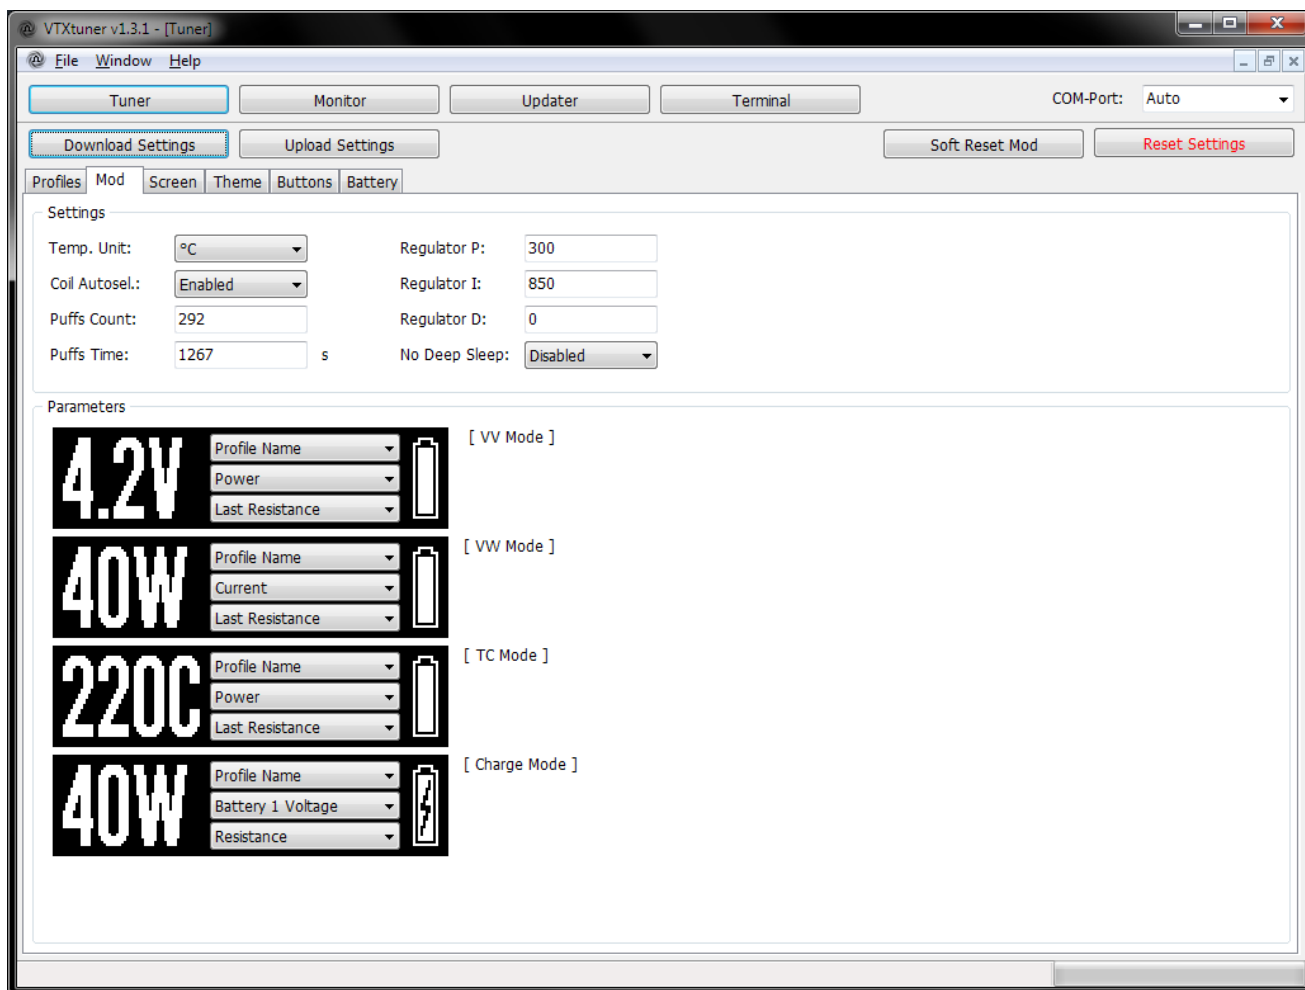 VTXtuner v1.3.1 - [Tuner]
File Window Help
Tuner Monitor Updater Terminal COM-Port: Auto
Download Settings Upload Settings Soft Reset Mod Reset Settings
Profiles Mod Screen Theme Buttons Battery
Settings
Temp. Unit: °C Regulator P: 300
Coil Autosel.: Enabled Regulator I: 850
Puffs Count: 292 Regulator D: 0
Puffs Time: 1267 s No Deep Sleep: Disabled
Parameters
4.2V
Profile Name
Power
Last Resistance
[ VV Mode ]
40W
Profile Name
Current
Last Resistance
[ VW Mode ]
220C
Profile Name
Power
Last Resistance
[ TC Mode ]
40W
Profile Name
Battery 1 Voltage
Resistance
[ Charge Mode ]